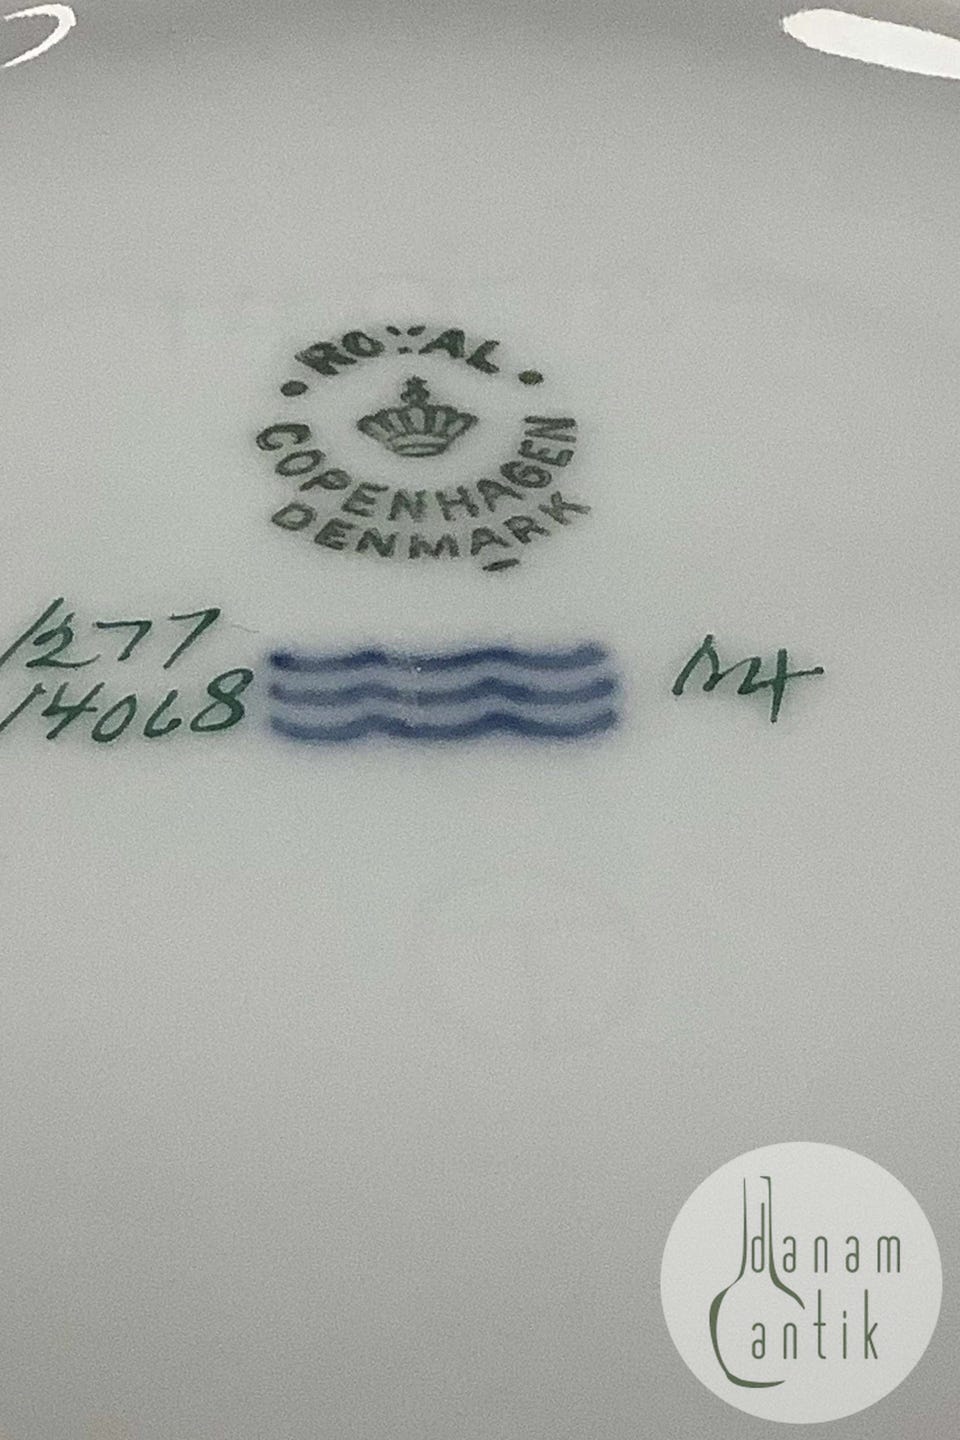 ROYAL
COPENHAGEN
DENMARK
1277
14068
danam
antik